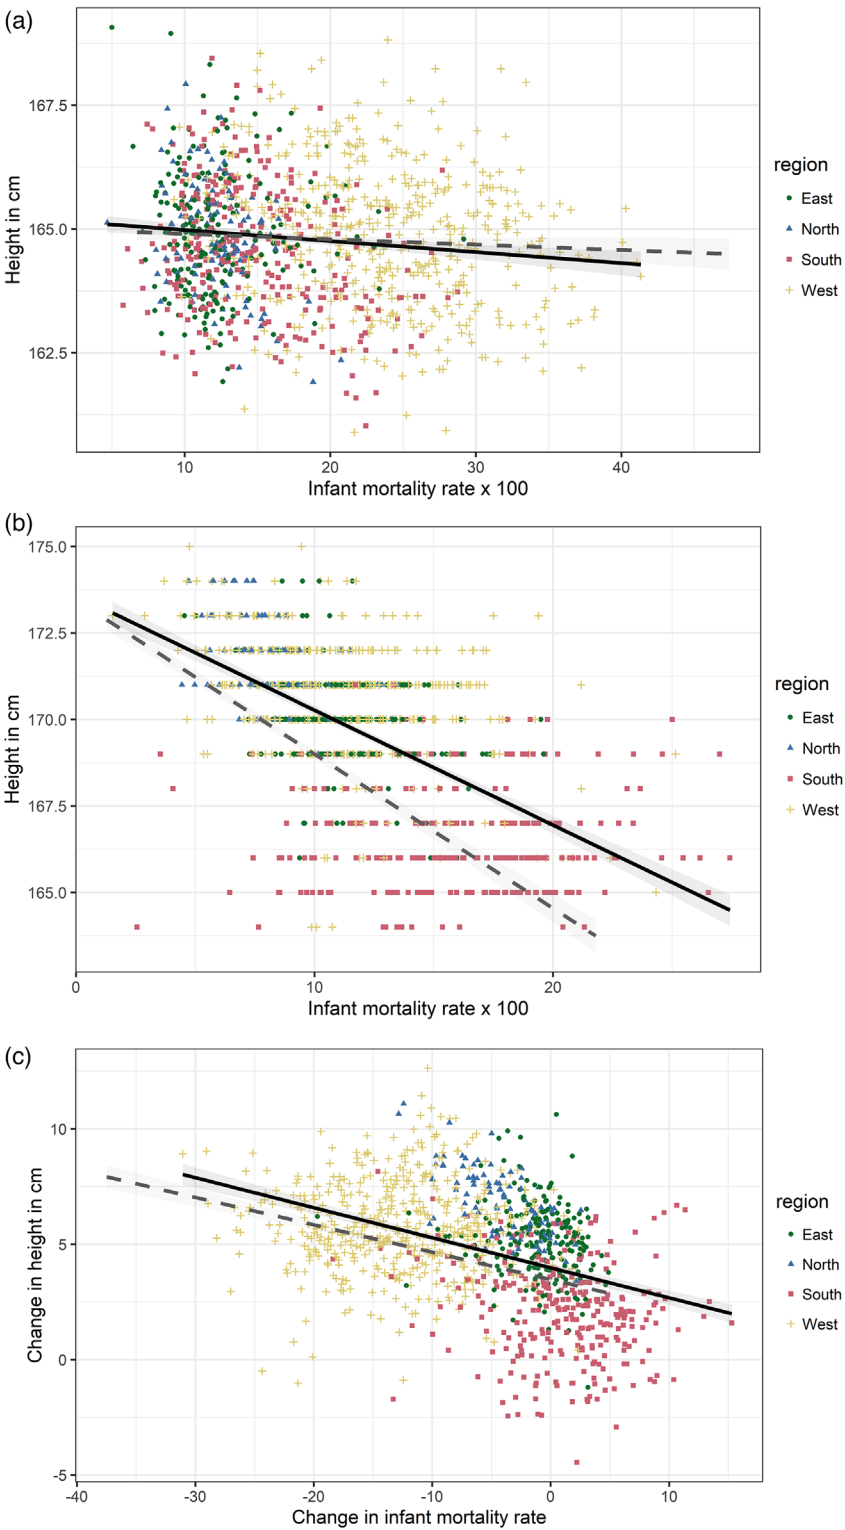 (a)
167.5
165.0
162.5
Height in cm
10 20 30 40
Infant mortality rate x 100
region
East
North
South
West
(b)
175.0
172.5
170.0
167.5
165.0
Height in cm
0 10 20
Infant mortality rate x 100
region
East
North
South
West
(c)
10
5
0
-5
Change in height in cm
-40 -30 -20 -10 0 10
Change in infant mortality rate
region
East
North
South
West